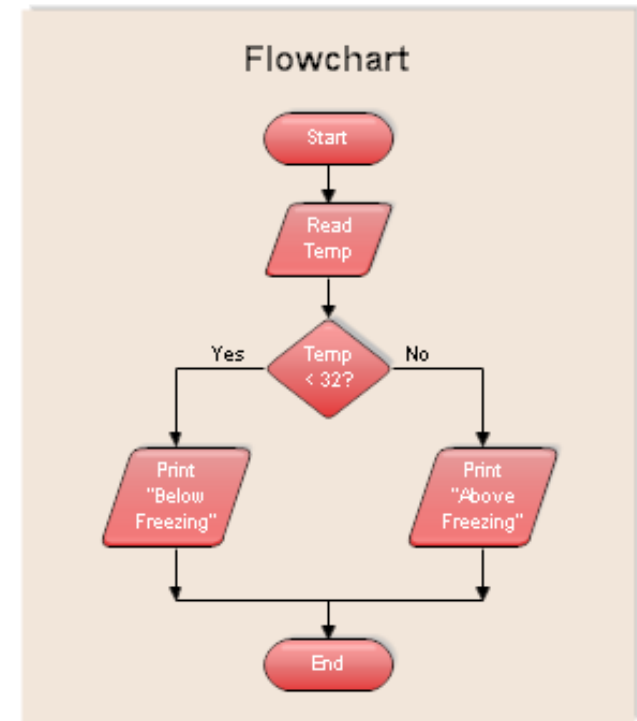 Flowchart
Start
Read
Temp
Temp
< 32?
Yes
No
Print
"Below
Freezing"
Print
"Above
Freezing"
End